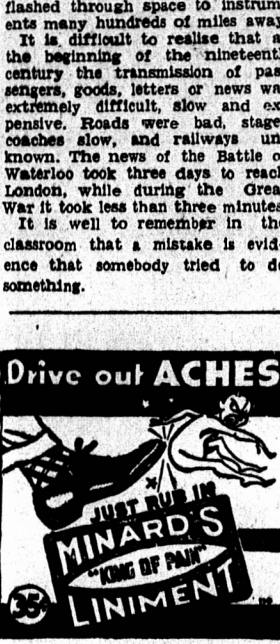 flashed through space to instrum
ents many hundreds of miles away
It is difficult to realise that a
the beginning of the nineteent
century the transmission of pas
sengers, goods, letters or news wa
extremely difficult, slow and ex
pensive. Roads were bad, stage
coaches slow, and railways un
known. The news of the Battle o
Waterloo took three days to reac
London, while during the Grea
War it took less than three minutes
It is well to remember in the
classroom that a mistake is evid
ence that somebody tried to do
something.
Drive out ACHES
JUST RUB IN
MINARD'S
"KING OF PAIN"
LINIMENT
35¢